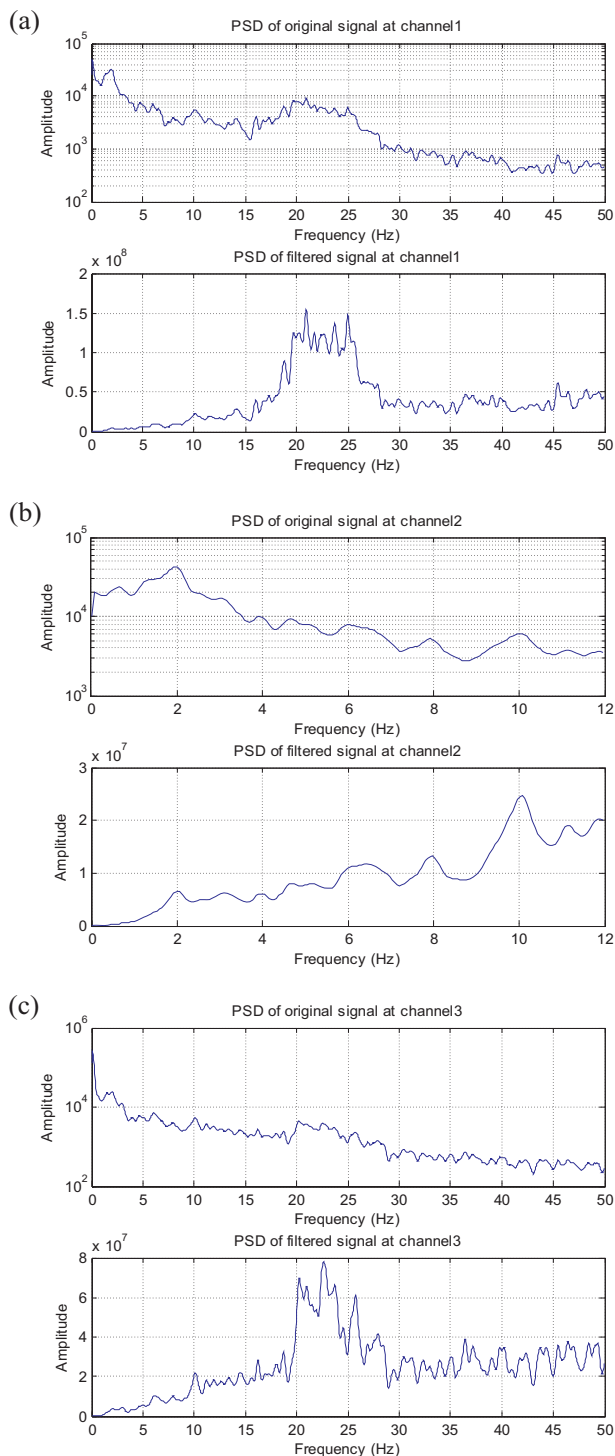 (a)
PSD of original signal at channel1
10^5
10^4
10^3
10^2
Amplitude
0 5 10 15 20 25 30 35 40 45 50
Frequency (Hz)
x 10^8
PSD of filtered signal at channel1
2
1.5
1
0.5
0
Amplitude
0 5 10 15 20 25 30 35 40 45 50
Frequency (Hz)
(b)
PSD of original signal at channel2
10^5
10^4
10^3
Amplitude
0 2 4 6 8 10 12
Frequency (Hz)
x 10^7
PSD of filtered signal at channel2
3
2
1
0
Amplitude
0 2 4 6 8 10 12
Frequency (Hz)
(c)
PSD of original signal at channel3
10^6
10^4
10^2
Amplitude
0 5 10 15 20 25 30 35 40 45 50
Frequency (Hz)
x 10^7
PSD of filtered signal at channel3
8
6
4
2
0
Amplitude
0 5 10 15 20 25 30 35 40 45 50
Frequency (Hz)